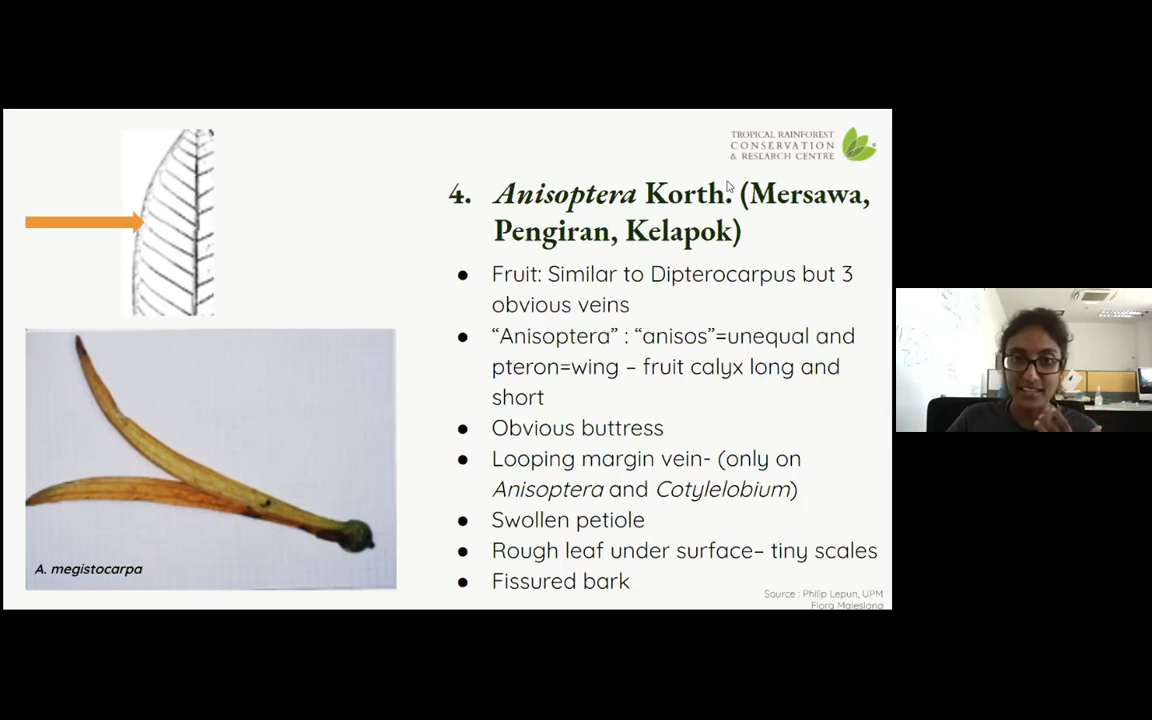 TROPICAL RAINFOREST
CONSERVATION
& RESEARCH CENTRE
4. Anisoptera Korth. (Mersawa,
Pengiran, Kelapok)
● Fruit: Similar to Dipterocarpus but 3
obvious veins
● “Anisoptera” : “anisos”=unequal and
pteron=wing – fruit calyx long and
short
● Obvious buttress
● Looping margin vein- (only on
Anisoptera and Cotylelobium)
● Swollen petiole
● Rough leaf under surface– tiny scales
● Fissured bark
A. megistocarpa
Source : Philip Lepun, UPM
Flora Malesiana